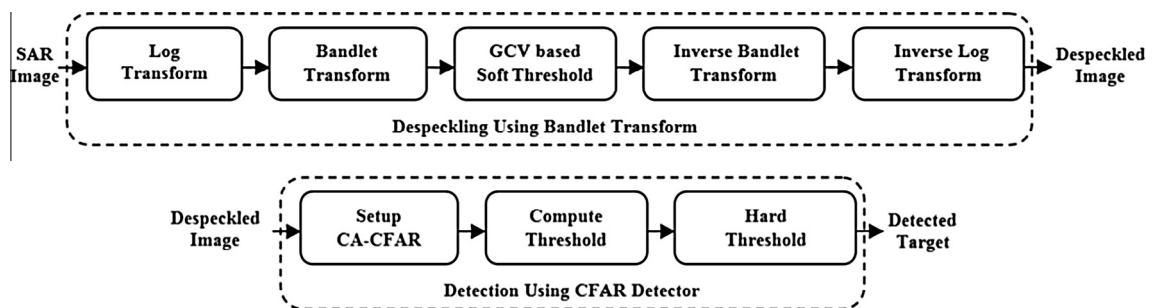 SAR
Image
Log
Transform
Bandlet
Transform
GCV based
Soft Threshold
Inverse Bandlet
Transform
Inverse Log
Transform
Despeckled
Image
Despeckling Using Bandlet Transform
Despeckled
Image
Setup
CA-CFAR
Compute
Threshold
Hard
Threshold
Detected
Target
Detection Using CFAR Detector